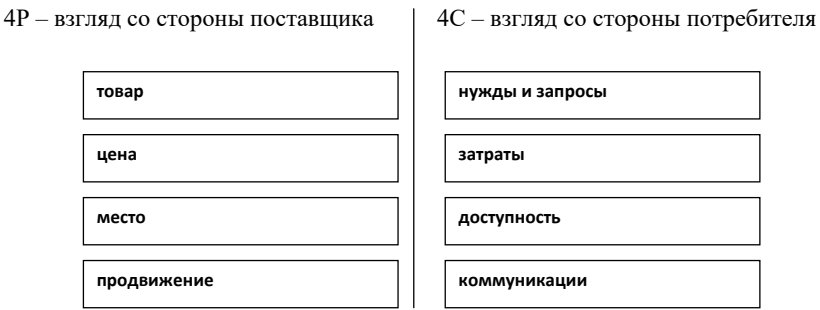 4P – взгляд со стороны поставщика
4C – взгляд со стороны потребителя
товар
нужды и запросы
цена
затраты
место
доступность
продвижение
коммуникации